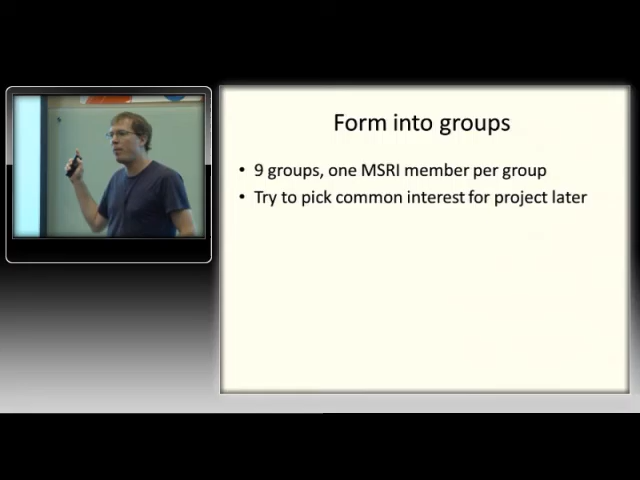 Form into groups
• 9 groups, one MSRI member per group
• Try to pick common interest for project later